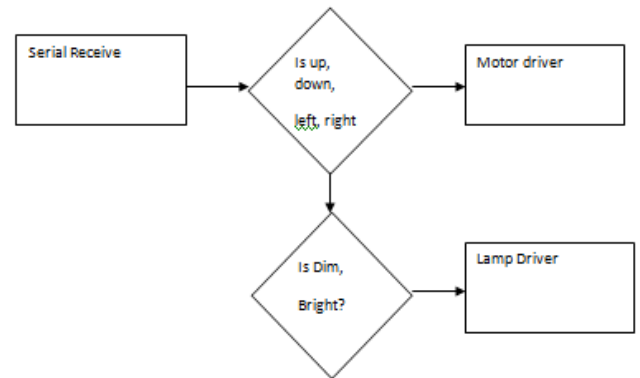 Serial Receive
Is up,
down,
left, right
Motor driver
Is Dim,
Bright?
Lamp Driver